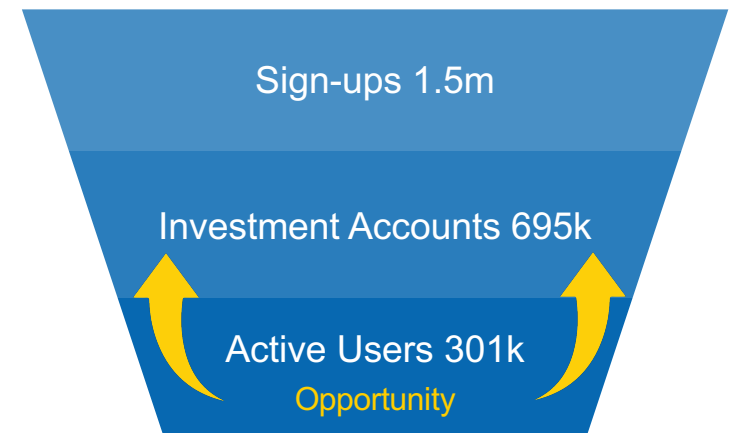 Sign-ups 1.5m
Investment Accounts 695k
Active Users 301k
Opportunity